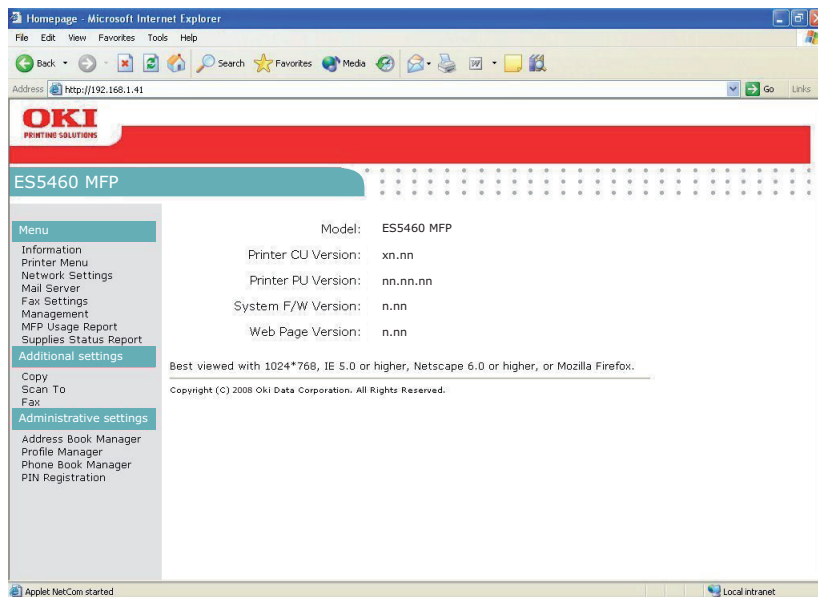 Homepage - Microsoft Internet Explorer
File Edit View Favorites Tools Help
Back Search Favorites Media
Address http://192.168.1.41 Go Links
OKI
PRINTING SOLUTIONS
ES5460 MFP
Menu
Information
Printer Menu
Network Settings
Mail Server
Fax Settings
Management
MFP Usage Report
Supplies Status Report
Additional settings
Copy
Scan To
Fax
Administrative settings
Address Book Manager
Profile Manager
Phone Book Manager
PIN Registration
Model: ES5460 MFP
Printer CU Version: xn.nn
Printer PU Version: nn.nn.nn
System F/W Version: n.nn
Web Page Version: n.nn
Best viewed with 1024*768, IE 5.0 or higher, Netscape 6.0 or higher, or Mozilla Firefox.
Copyright (C) 2008 Oki Data Corporation. All Rights Reserved.
Applet NetCom started Local intranet